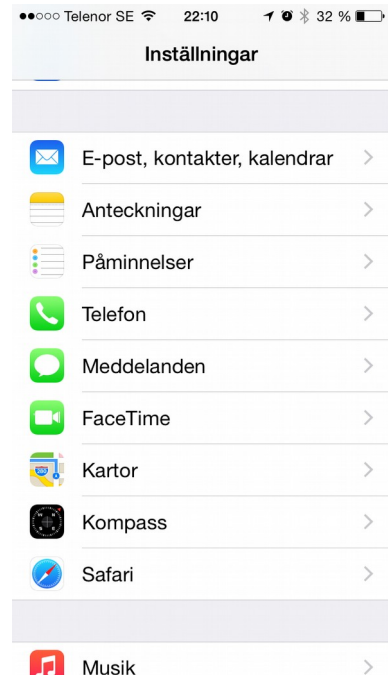 Telenor SE 22:10 32 %
Inställningar
E-post, kontakter, kalendrar
Anteckningar
Påminnelser
Telefon
Meddelanden
FaceTime
Kartor
Kompass
Safari
Musik